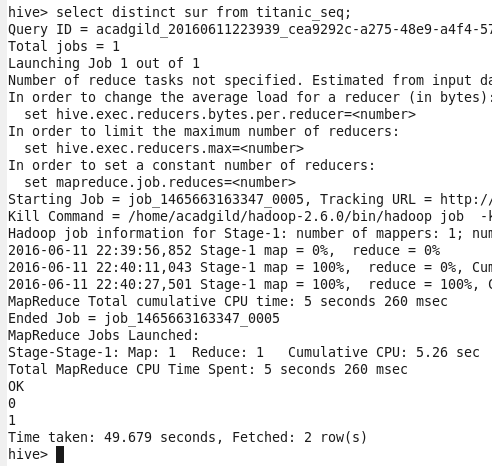 hive> select distinct sur from titanic_seq;
Query ID = acadgild_20160611223939_cea9292c-a275-48e9-a4f4-57
Total jobs = 1
Launching Job 1 out of 1
Number of reduce tasks not specified. Estimated from input da
In order to change the average load for a reducer (in bytes):
  set hive.exec.reducers.bytes.per.reducer=<number>
In order to limit the maximum number of reducers:
  set hive.exec.reducers.max=<number>
In order to set a constant number of reducers:
  set mapreduce.job.reduces=<number>
Starting Job = job_1465663163347_0005, Tracking URL = http://
Kill Command = /home/acadgild/hadoop-2.6.0/bin/hadoop job  -k
Hadoop job information for Stage-1: number of mappers: 1; num
2016-06-11 22:39:56,852 Stage-1 map = 0%,  reduce = 0%
2016-06-11 22:40:11,043 Stage-1 map = 100%,  reduce = 0%, Cum
2016-06-11 22:40:27,501 Stage-1 map = 100%,  reduce = 100%, C
MapReduce Total cumulative CPU time: 5 seconds 260 msec
Ended Job = job_1465663163347_0005
MapReduce Jobs Launched:
Stage-Stage-1: Map: 1  Reduce: 1   Cumulative CPU: 5.26 sec
Total MapReduce CPU Time Spent: 5 seconds 260 msec
OK
0
1
Time taken: 49.679 seconds, Fetched: 2 row(s)
hive>